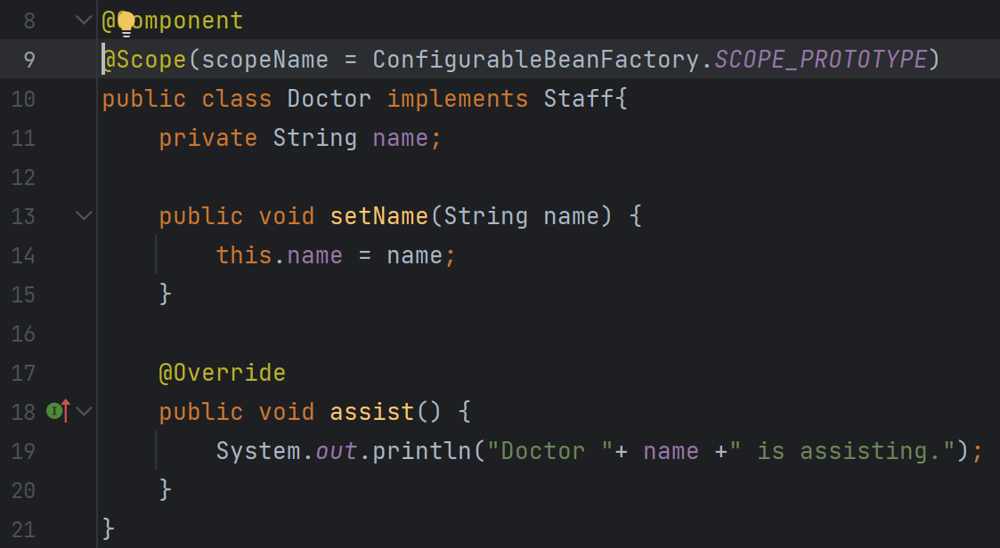 8 @Component
9 @Scope(scopeName = ConfigurableBeanFactory.SCOPE_PROTOTYPE)
10 public class Doctor implements Staff{
11 private String name;
12
13 public void setName(String name) {
14 this.name = name;
15 }
16
17 @Override
18 public void assist() {
19 System.out.println("Doctor "+ name +" is assisting.");
20 }
21 }